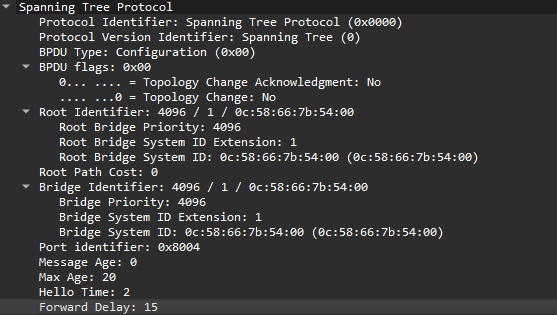 Spanning Tree Protocol
Protocol Identifier: Spanning Tree Protocol (0x0000)
Protocol Version Identifier: Spanning Tree (0)
BPDU Type: Configuration (0x00)
BPDU flags: 0x00
0... .... = Topology Change Acknowledgment: No
.... ...0 = Topology Change: No
Root Identifier: 4096 / 1 / 0c:58:66:7b:54:00
Root Bridge Priority: 4096
Root Bridge System ID Extension: 1
Root Bridge System ID: 0c:58:66:7b:54:00 (0c:58:66:7b:54:00)
Root Path Cost: 0
Bridge Identifier: 4096 / 1 / 0c:58:66:7b:54:00
Bridge Priority: 4096
Bridge System ID Extension: 1
Bridge System ID: 0c:58:66:7b:54:00 (0c:58:66:7b:54:00)
Port identifier: 0x8004
Message Age: 0
Max Age: 20
Hello Time: 2
Forward Delay: 15